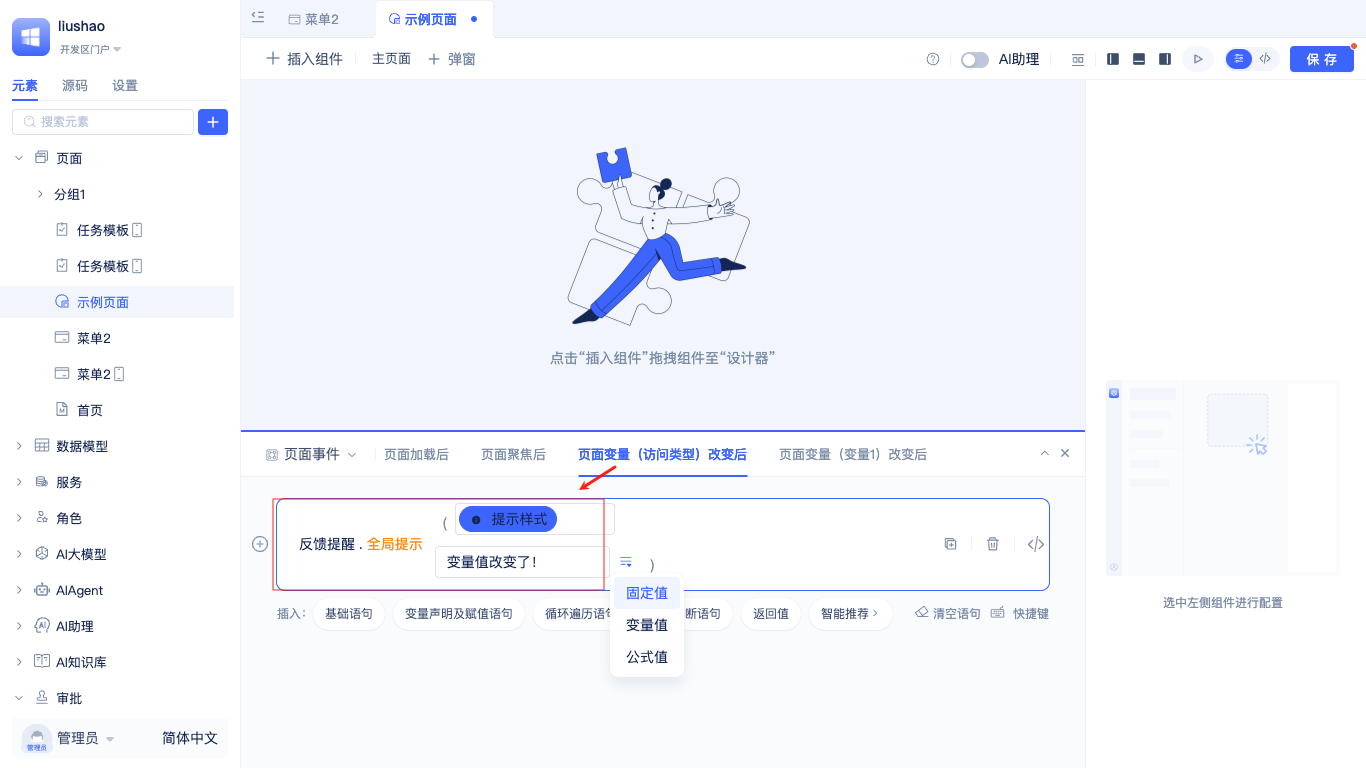 liushao
开发区门户
元素 源码 设置
搜索元素
页面
分组1
任务模板
任务模板
示例页面
菜单2
菜单2
首页
数据模型
服务
角色
AI大模型
AIAgent
AI助理
AI知识库
审批
管理员
管理员 简体中文
菜单2 示例页面
插入组件 主页面 弹窗
AI助理 保存
点击“插入组件”拖拽组件至“设计器”
页面事件 页面加载后 页面聚焦后 页面变量（访问类型）改变后 页面变量（变量1）改变后
反馈提醒 . 全局提示
( 提示样式
变量值改变了！ )
固定值
变量值
公式值
插入： 基础语句 变量声明及赋值语句 循环遍历语句 断语句 返回值 智能推荐 清空语句 快捷键
选中左侧组件进行配置